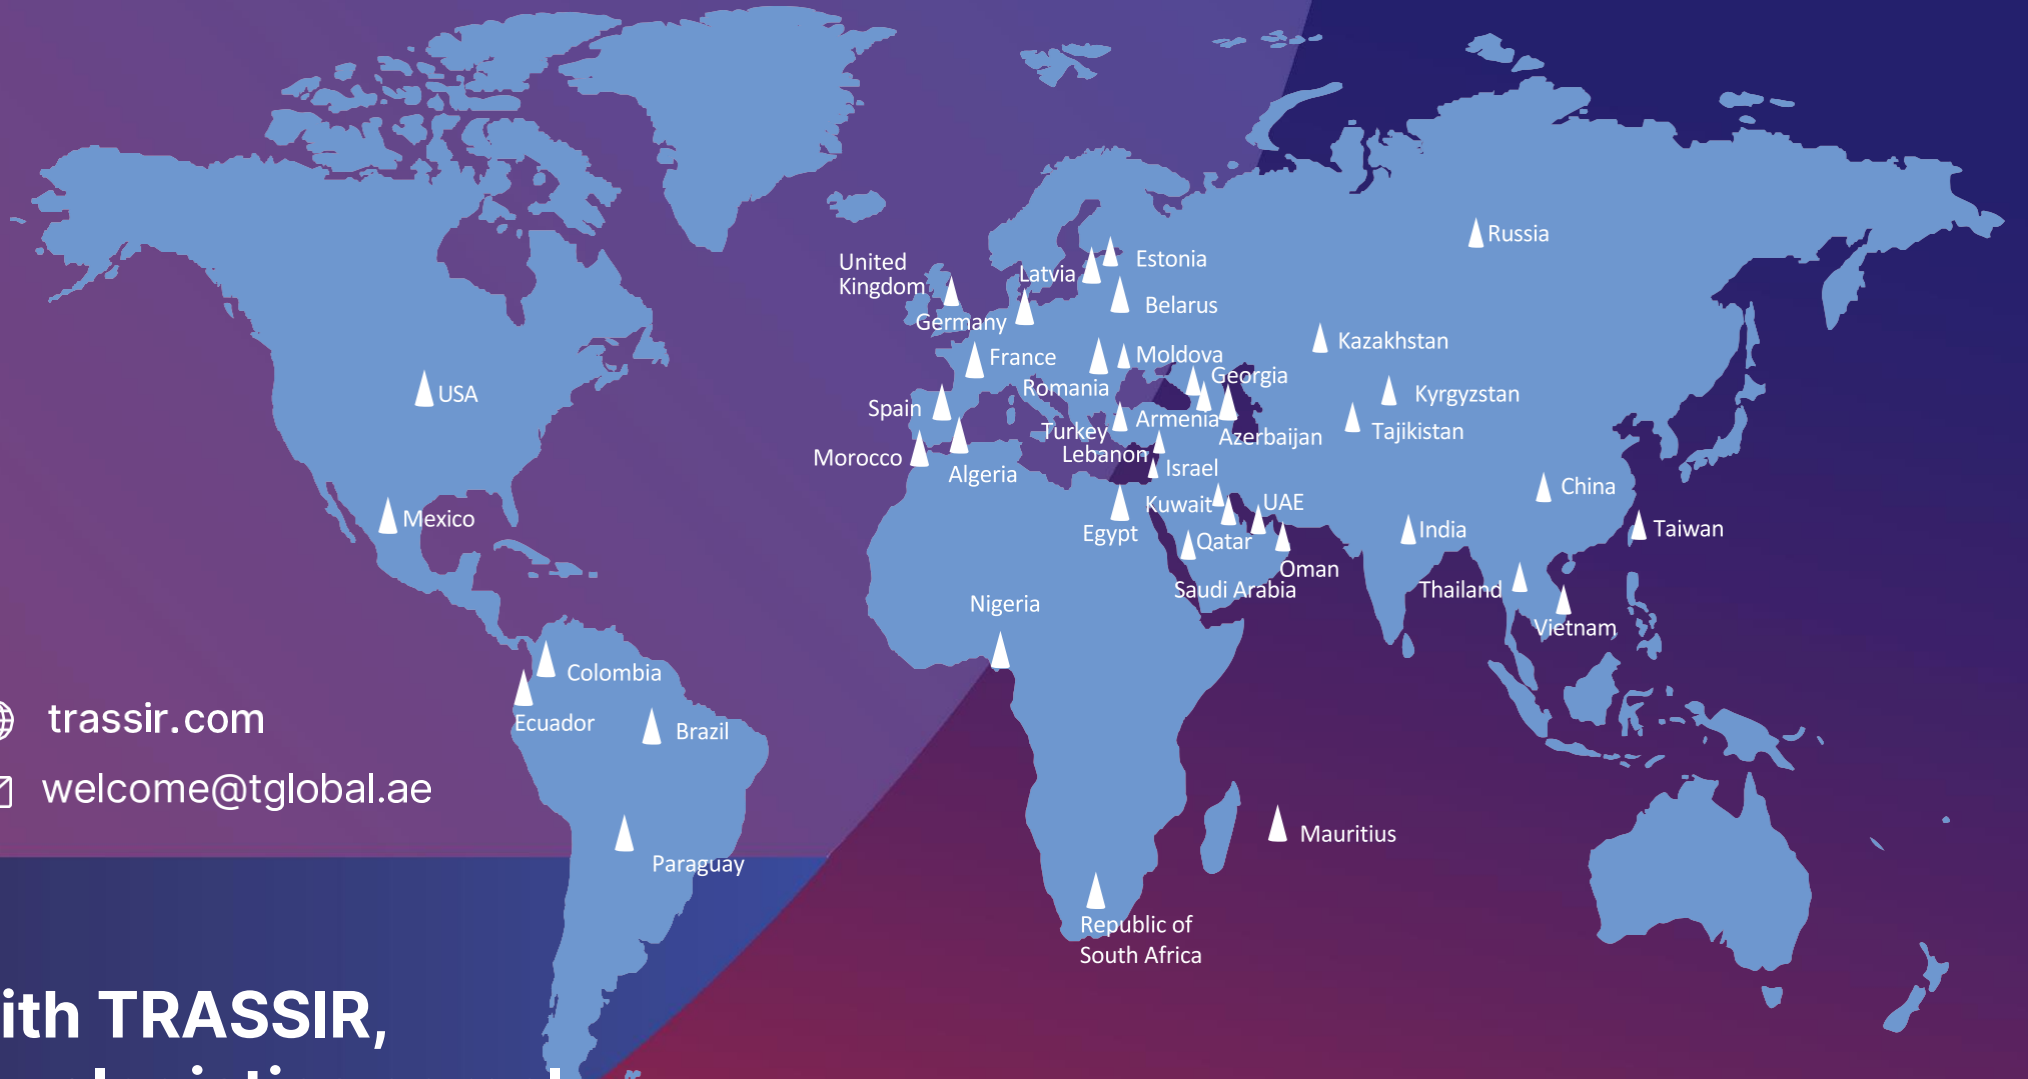 Russia
United
Kingdom
Latvia
Estonia
Belarus
Germany
France
Moldova
Kazakhstan
Romania
Georgia
USA
Kyrgyzstan
Spain
Armenia
Turkey
Azerbaijan
Tajikistan
Morocco
Lebanon
Algeria
Israel
China
Mexico
Kuwait
UAE
Egypt
Qatar
India
Taiwan
Oman
Saudi Arabia
Thailand
Nigeria
Vietnam
Colombia
Ecuador
Brazil
trassir.com
welcome@tglobal.ae
Mauritius
Paraguay
Republic of
South Africa
ith TRASSIR,